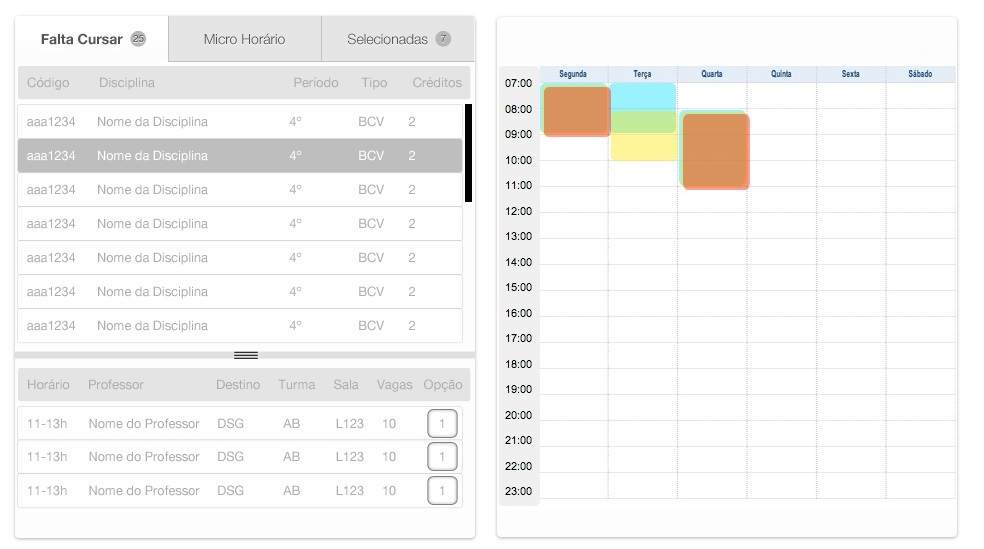 Falta Cursar 25 Micro Horário Selecionadas 7
Código Disciplina Período Tipo Créditos
aaa1234 Nome da Disciplina 4º BCV 2
aaa1234 Nome da Disciplina 4º BCV 2
aaa1234 Nome da Disciplina 4º BCV 2
aaa1234 Nome da Disciplina 4º BCV 2
aaa1234 Nome da Disciplina 4º BCV 2
aaa1234 Nome da Disciplina 4º BCV 2
aaa1234 Nome da Disciplina 4º BCV 2
Horário Professor Destino Turma Sala Vagas Opção
11-13h Nome do Professor DSG AB L123 10 1
11-13h Nome do Professor DSG AB L123 10 1
11-13h Nome do Professor DSG AB L123 10 1
Segunda Terça Quarta Quinta Sexta Sábado
07:00
08:00
09:00
10:00
11:00
12:00
13:00
14:00
15:00
16:00
17:00
18:00
19:00
20:00
21:00
22:00
23:00